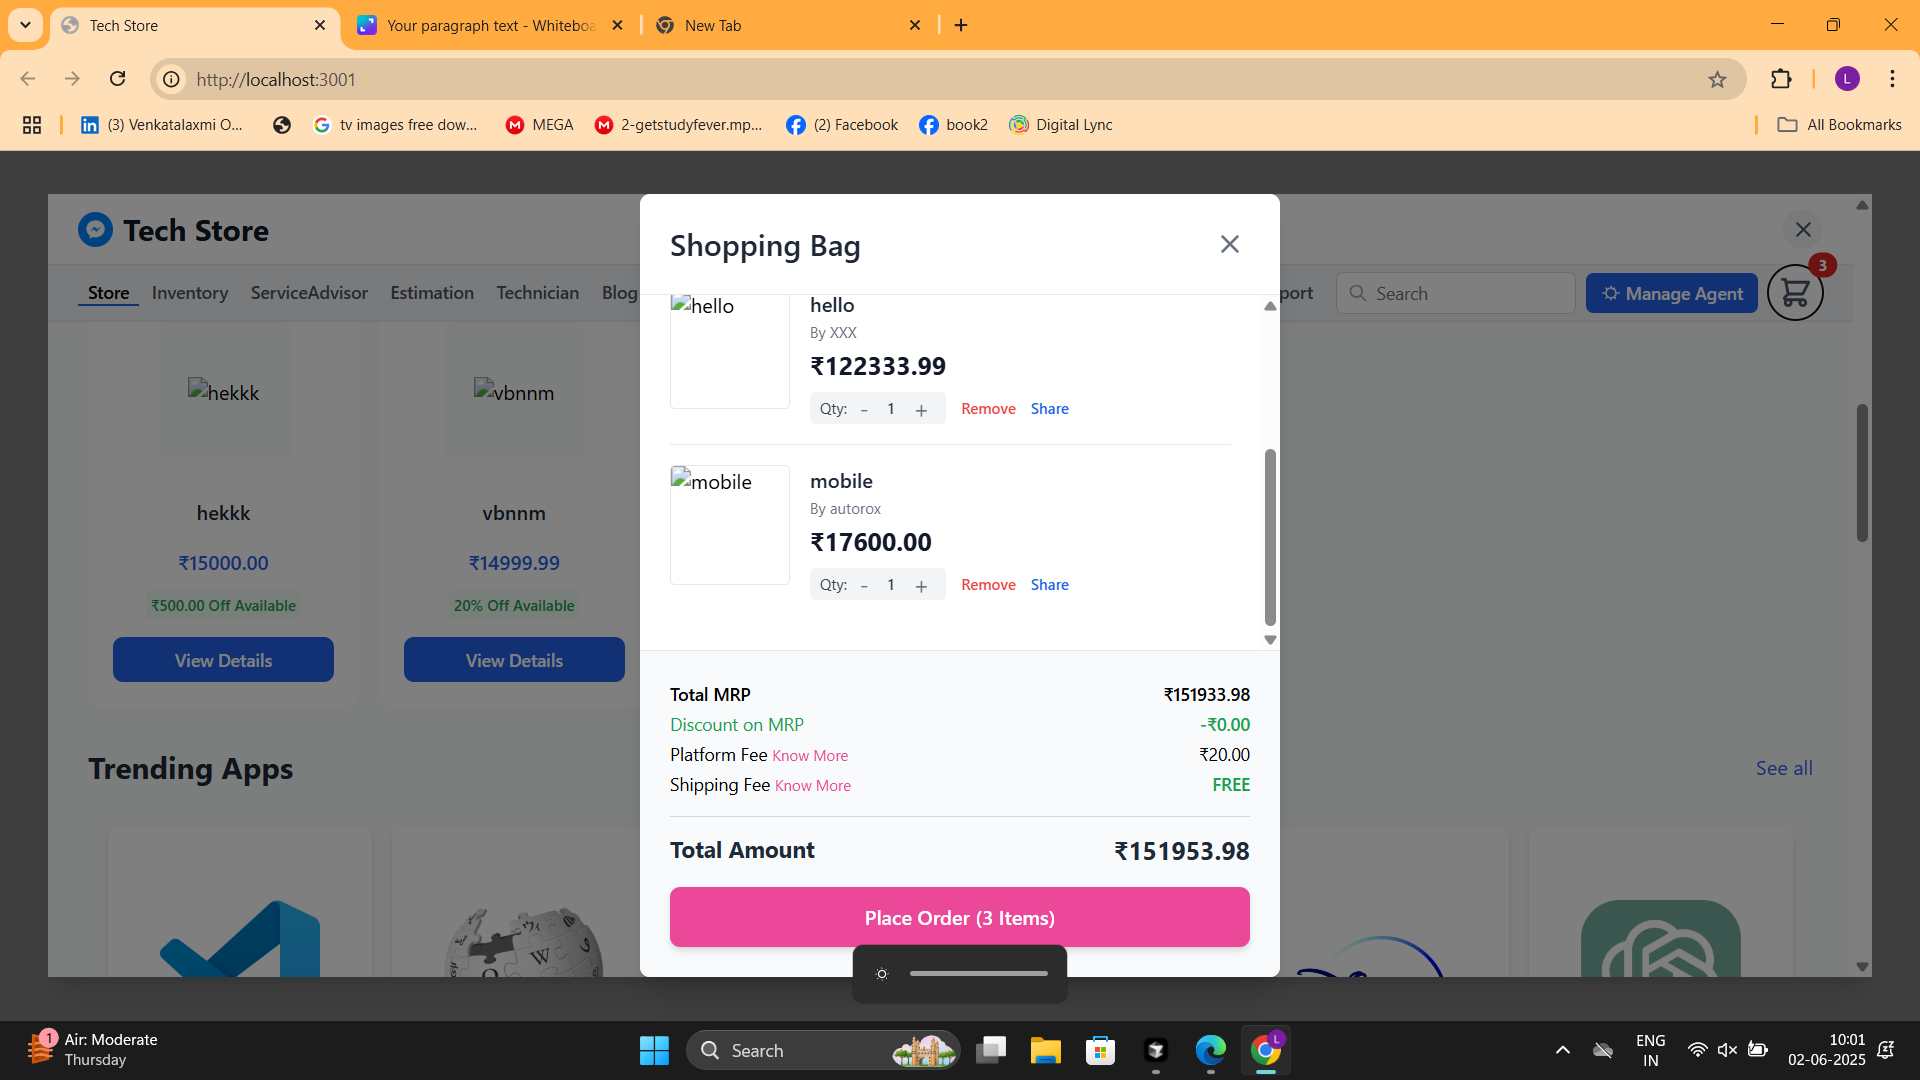 Tech Store
Your paragraph text - Whiteboa
New Tab
http://localhost:3001
L
(3) Venkatalaxmi O...
tv images free dow...
MEGA
2-getstudyfever.mp...
(2) Facebook
book2
Digital Lync
All Bookmarks
Tech Store
Store
Inventory
ServiceAdvisor
Estimation
Technician
Blog
port
Search
Manage Agent
3
hekkk
vbnnm
hekkk
vbnnm
₹15000.00
₹14999.99
₹500.00 Off Available
20% Off Available
View Details
View Details
Trending Apps
See all
Shopping Bag
hello
hello
By XXX
₹122333.99
Qty: - 1 +
Remove
Share
mobile
mobile
By autorox
₹17600.00
Qty: - 1 +
Remove
Share
Total MRP ₹151933.98
Discount on MRP -₹0.00
Platform Fee Know More ₹20.00
Shipping Fee Know More FREE
Total Amount ₹151953.98
Place Order (3 Items)
1
Air: Moderate
Thursday
Search
L
ENG
IN
10:01
02-06-2025